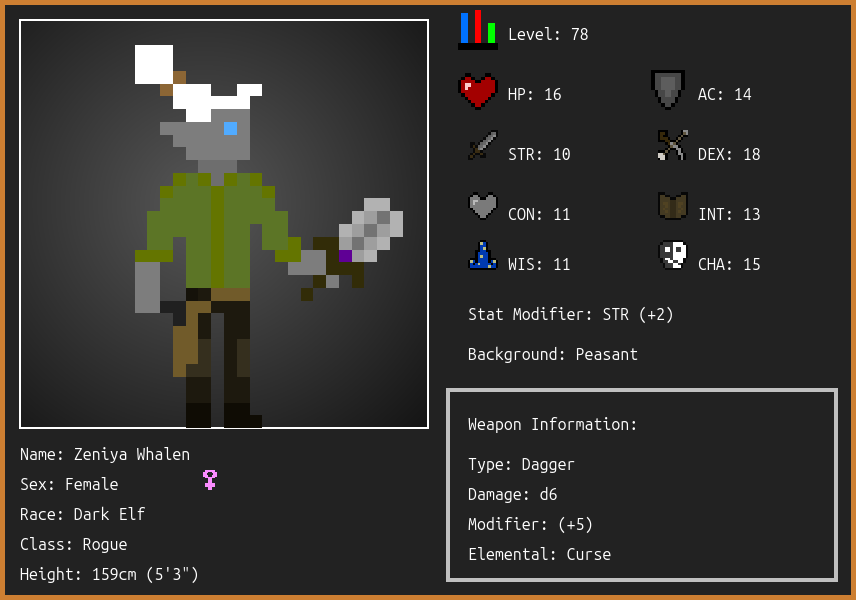 Level: 78
HP: 16
AC: 14
STR: 10
DEX: 18
CON: 11
INT: 13
WIS: 11
CHA: 15
Stat Modifier: STR (+2)
Background: Peasant
Weapon Information:
Type: Dagger
Damage: d6
Modifier: (+5)
Elemental: Curse
Name: Zeniya Whalen
Sex: Female
Race: Dark Elf
Class: Rogue
Height: 159cm (5'3")